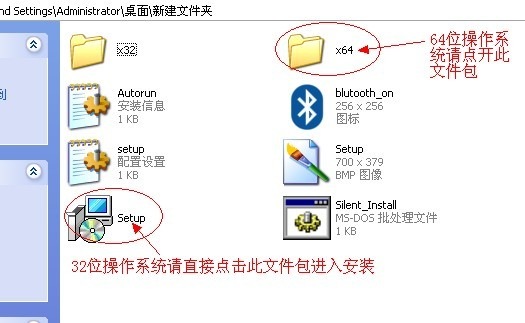 nd Settings\Administrator\桌面\新建文件夹
x32
x64
64位操作系
统请点开此
文件包
到
Autorun
安装信息
1 KB
blutooth_on
256 x 256
图标
setup
配置设置
1 KB
Setup
700 x 379
BMP 图像
Setup
Silent_Install
MS-DOS 批处理文件
1 KB
32位操作系统请直接点击此文件包进入安装